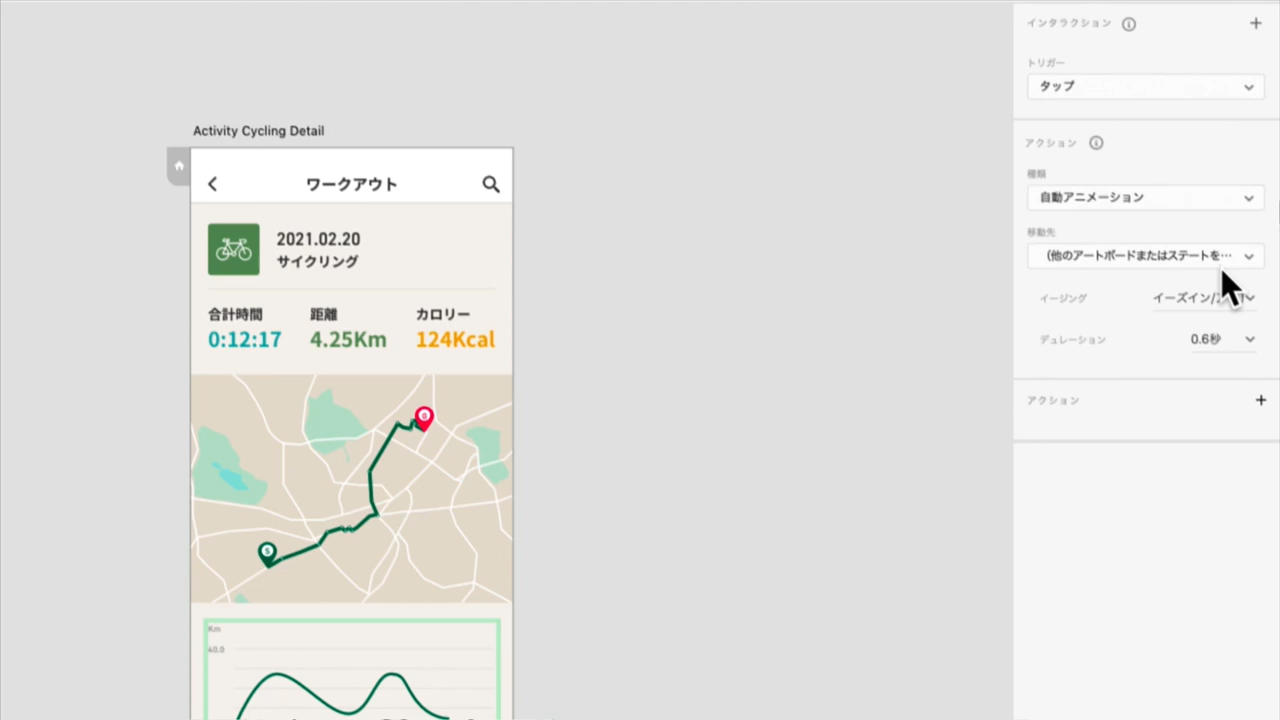 インタラクション
トリガー
タップ
アクション
種類
自動アニメーション
移動先
（他のアートボードまたはステートを…
イージング
イーズイン/
デュレーション
0.6秒
アクション
Activity Cycling Detail
ワークアウト
2021.02.20
サイクリング
合計時間 距離 カロリー
0:12:17 4.25Km 124Kcal
G
S
Km
40.0